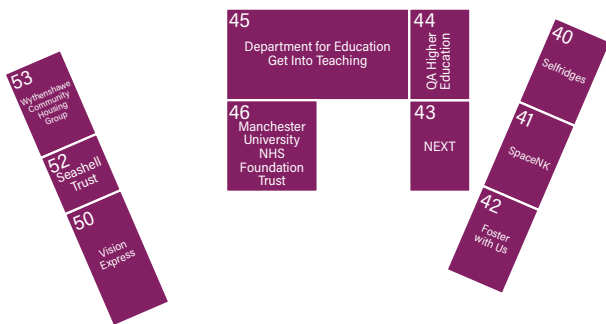 53
Wythenshawe
Community
Housing
Group
52
Seashell
Trust
50
Vision
Express
45
Department for Education
Get Into Teaching
44
QA Higher
Education
46
Manchester
University
NHS
Foundation
Trust
43
NEXT
40
Selfridges
41
SpaceNK
42
Foster
with Us